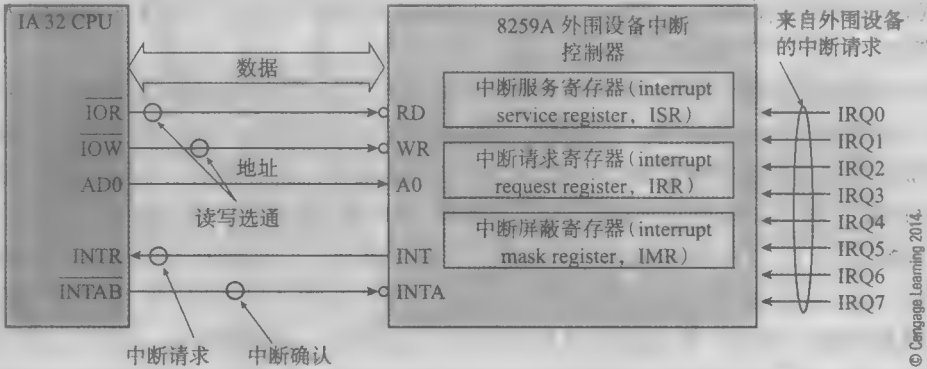 IA 32 CPU
数据
IOR
IOW
地址
AD0
读写选通
INTR
INTAB
中断请求
中断确认
8259A 外围设备中断
控制器
中断服务寄存器(interrupt
service register, ISR)
中断请求寄存器(interrupt
request register, IRR)
中断屏蔽寄存器(interrupt
mask register, IMR)
RD
WR
A0
INT
INTA
来自外围设备
的中断请求
IRQ0
IRQ1
IRQ2
IRQ3
IRQ4
IRQ5
IRQ6
IRQ7
© Cengage Learning 2014.